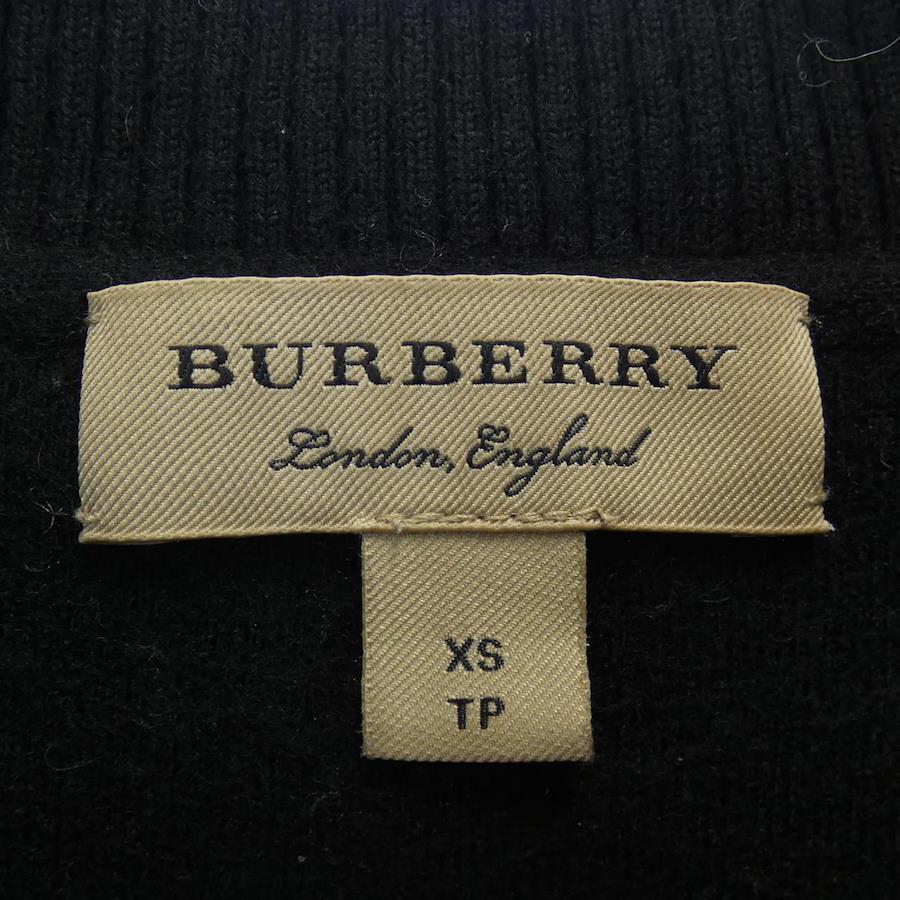 BURBERRY
London, England
XS
TP